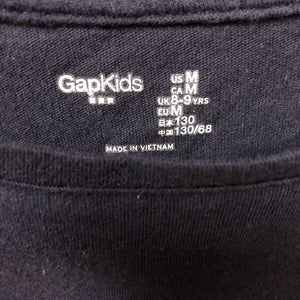 GapKids
US M
CA M
UK 8-9 YRS
EU M
日本 130
中国 130/68
MADE IN VIETNAM